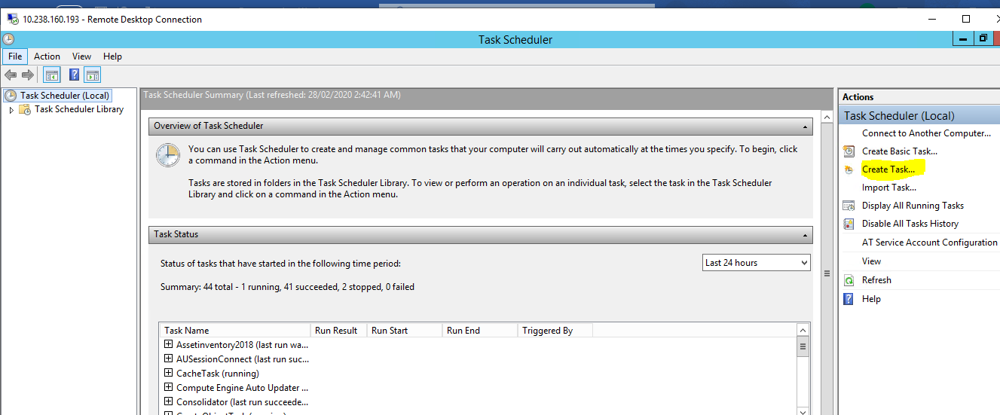 10.238.160.193 - Remote Desktop Connection
Task Scheduler
File Action View Help
Task Scheduler (Local)
Task Scheduler Library
Task Scheduler Summary (Last refreshed: 28/02/2020 2:42:41 AM)
Overview of Task Scheduler
You can use Task Scheduler to create and manage common tasks that your computer will carry out automatically at the times you specify. To begin, click
a command in the Action menu.
Tasks are stored in folders in the Task Scheduler Library. To view or perform an operation on an individual task, select the task in the Task Scheduler
Library and click on a command in the Action menu.
Task Status
Status of tasks that have started in the following time period:
Last 24 hours
Summary: 44 total - 1 running, 41 succeeded, 2 stopped, 0 failed
Task Name Run Result Run Start Run End Triggered By
Assetinventory2018 (last run wa...
AUSessionConnect (last run suc...
CacheTask (running)
Compute Engine Auto Updater ...
Consolidator (last run succeede...
Actions
Task Scheduler (Local)
Connect to Another Computer...
Create Basic Task...
Create Task...
Import Task...
Display All Running Tasks
Disable All Tasks History
AT Service Account Configuration
View
Refresh
Help